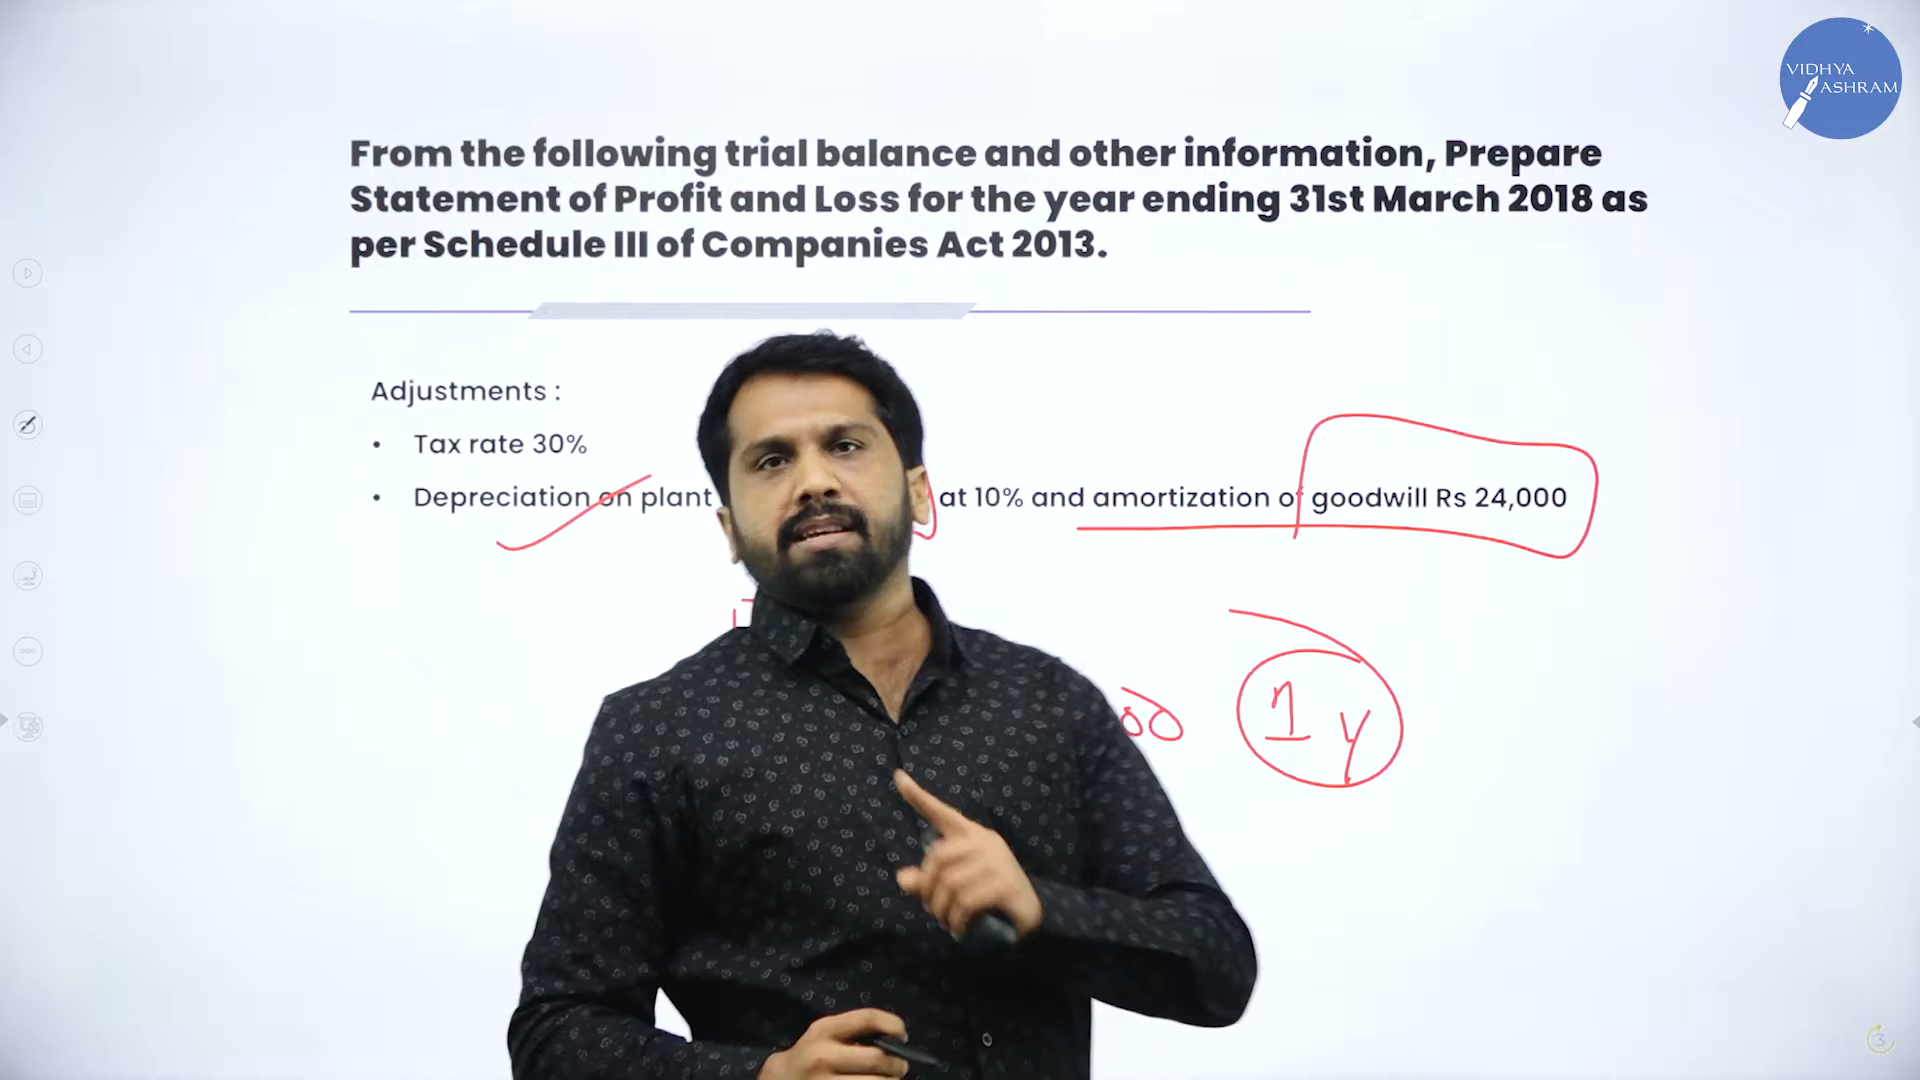 VIDHYA
ASHRAM
From the following trial balance and other information, Prepare
Statement of Profit and Loss for the year ending 31st March 2018 as
per Schedule III of Companies Act 2013.
Adjustments :
• Tax rate 30%
• Depreciation on plant at 10% and amortization of goodwill Rs 24,000
00 1 y
3